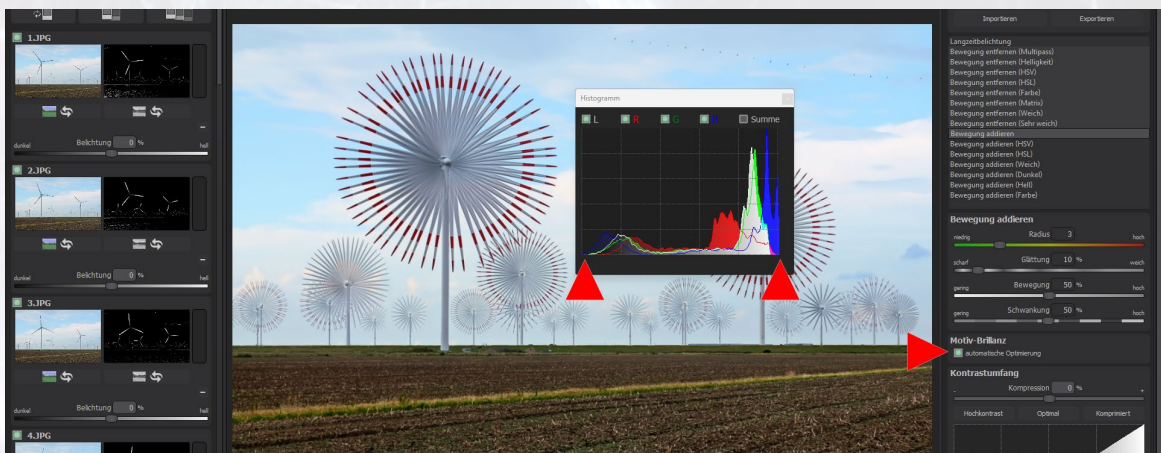 1.JPG
-
Belichtung 0 %
dunkel hell
2.JPG
-
Belichtung 0 %
dunkel hell
3.JPG
-
Belichtung 0 %
dunkel hell
4.JPG
Histogramm
L R G Summe
Importieren Exportieren
Langzeitbelichtung
Bewegung entfernen (Multipass)
Bewegung entfernen (Helligkeit)
Bewegung entfernen (HSV)
Bewegung entfernen (HSL)
Bewegung entfernen (Farbe)
Bewegung entfernen (Matrix)
Bewegung entfernen (Weich)
Bewegung entfernen (Sehr weich)
Bewegung addieren
Bewegung addieren (HSV)
Bewegung addieren (HSL)
Bewegung addieren (Weich)
Bewegung addieren (Dunkel)
Bewegung addieren (Hell)
Bewegung addieren (Farbe)
Bewegung addieren
Radius 3
niedrig hoch
Glättung 10 %
scharf weich
Bewegung 50 %
gering hoch
Schwankung 50 %
gering hoch
Motiv-Brillanz
automatische Optimierung
Kontrastumfang
Kompression 0 %
- +
Hochkontrast Optimal Komprimiert